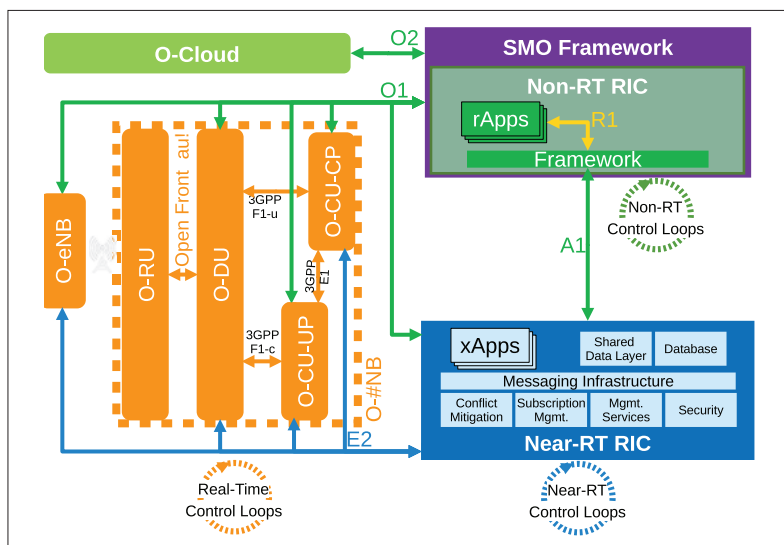 O-Cloud
O2
SMO Framework
Non-RT RIC
rApps
R1
Framework
O1
O-eNB
O-RU
Open Front au!
O-DU
O-CU-CP
3GPP
F1-u
3GPP
E1
3GPP
F1-c
O-CU-UP
O-#NB
Non-RT
Control Loops
A1
xApps
Shared
Data Layer
Database
Messaging Infrastructure
Conflict
Mitigation
Subscription
Mgmt.
Mgmt.
Services
Security
Near-RT RIC
E2
Real-Time
Control Loops
Near-RT
Control Loops